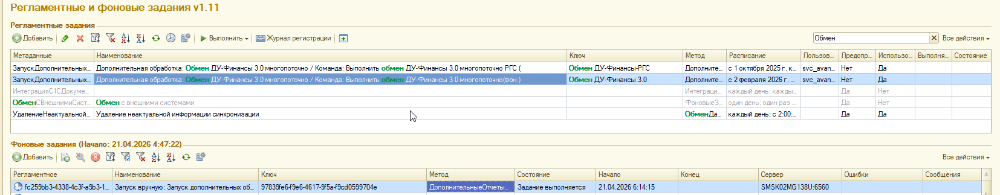 Регламентные и фоновые задания v1.11
Регламентные задания
Добавить Выполнить Журнал регистрации Обмен Все действия
Метаданные Наименование Ключ Метод Расписание Пользов... Предопр... Использо... Выполня... Состояние
ЗапускДополнительных... Дополнительная обработка: Обмен ДУ-Финансы 3.0 многопоточно / Команда: Выполнить обмен ДУ-Финансы 3.0 многопоточно РГС ( Обмен ДУ-Финансы-РГС Дополните... с 1 октября 2025 г. к... svc_avan... Нет Да
ЗапускДополнительных... Дополнительная обработка: Обмен ДУ-Финансы 3.0 многопоточно / Команда: Выполнить обмен ДУ-Финансы 3.0 многопоточно(фон.) Обмен ДУ-Финансы 3.0 Дополните... с 2 февраля 2026 г. ... svc_avan... Нет Да
ИнтеграцияС1СДокуме... Интеграци... каждый день; кажды... Да Нет
ОбменСВнешнимиСист... Обмен с внешними системами ФоновыеЗ... один день; один раз ... Да Нет
УдалениеНеактуальной... Удаление неактуальной информации синхронизации ОбменДа... каждый день; с 2:00:... Да Да
Фоновые задания (Начало: 21.04.2026 4:47:22)
Добавить Все действия
Регламентное Наименование Ключ Метод Состояние Начало Конец Сервер Ошибки Сообщения
fc259bb3-4338-4c3f-a9b3-1... Запуск вручную: Запуск дополнительных об... 97839fe6-f9e6-4617-9f5a-f9cd0599704e ДополнительныеОтчеты... Задание выполняется 21.04.2026 6:14:15 SMSK02MG138U:6560